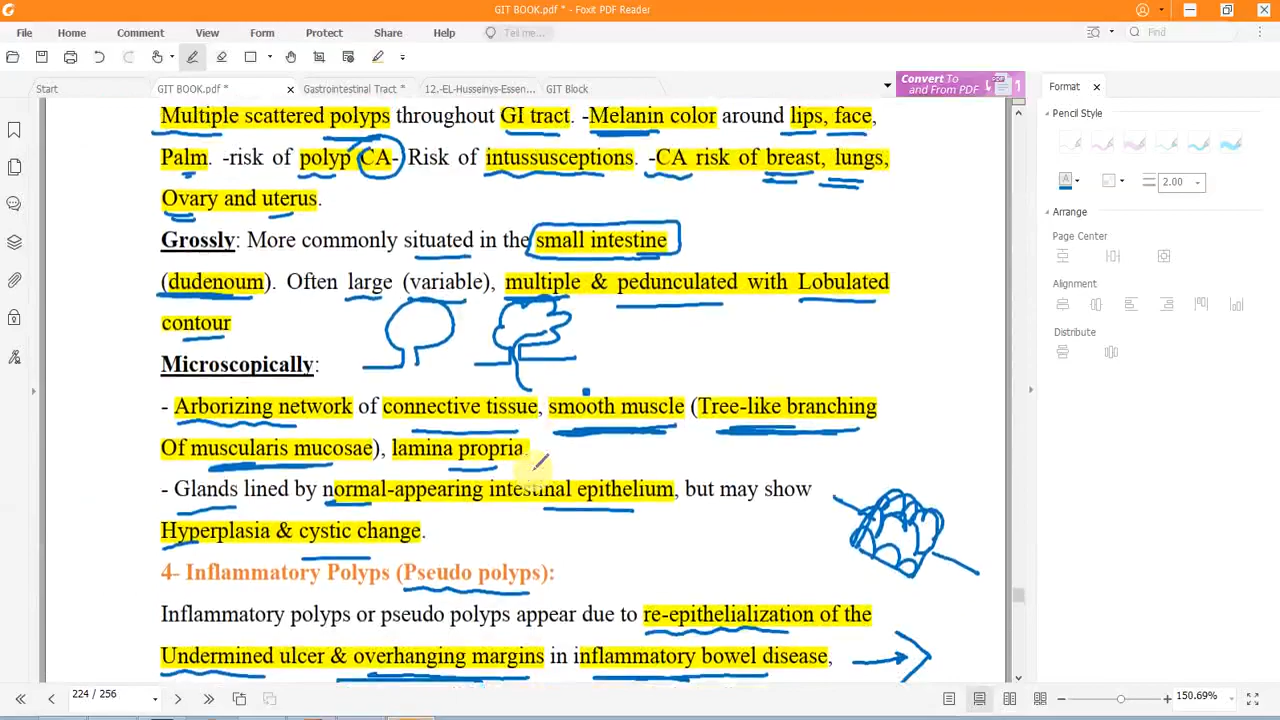 GIT BOOK.pdf * - Foxit PDF Reader
File Home Comment View Form Protect Share Help Tell me... Find
Start GIT BOOK.pdf * Gastrointestinal Tract * 12.-EL-Husseinys-Essen... GIT Block Convert To and From PDF
Format
Multiple scattered polyps throughout GI tract. -Melanin color around lips, face,
Palm. -risk of polyp CA- Risk of intussusceptions. -CA risk of breast, lungs,
Ovary and uterus.
Grossly: More commonly situated in the small intestine
(dudenoum). Often large (variable), multiple & pedunculated with Lobulated
contour
Microscopically:
- Arborizing network of connective tissue, smooth muscle (Tree-like branching
Of muscularis mucosae), lamina propria.
- Glands lined by normal-appearing intestinal epithelium, but may show
Hyperplasia & cystic change.
4- Inflammatory Polyps (Pseudo polyps):
Inflammatory polyps or pseudo polyps appear due to re-epithelialization of the
Undermined ulcer & overhanging margins in inflammatory bowel disease,
Pencil Style
2.00
Arrange
Page Center
Alignment
Distribute
224 / 256
150.69%